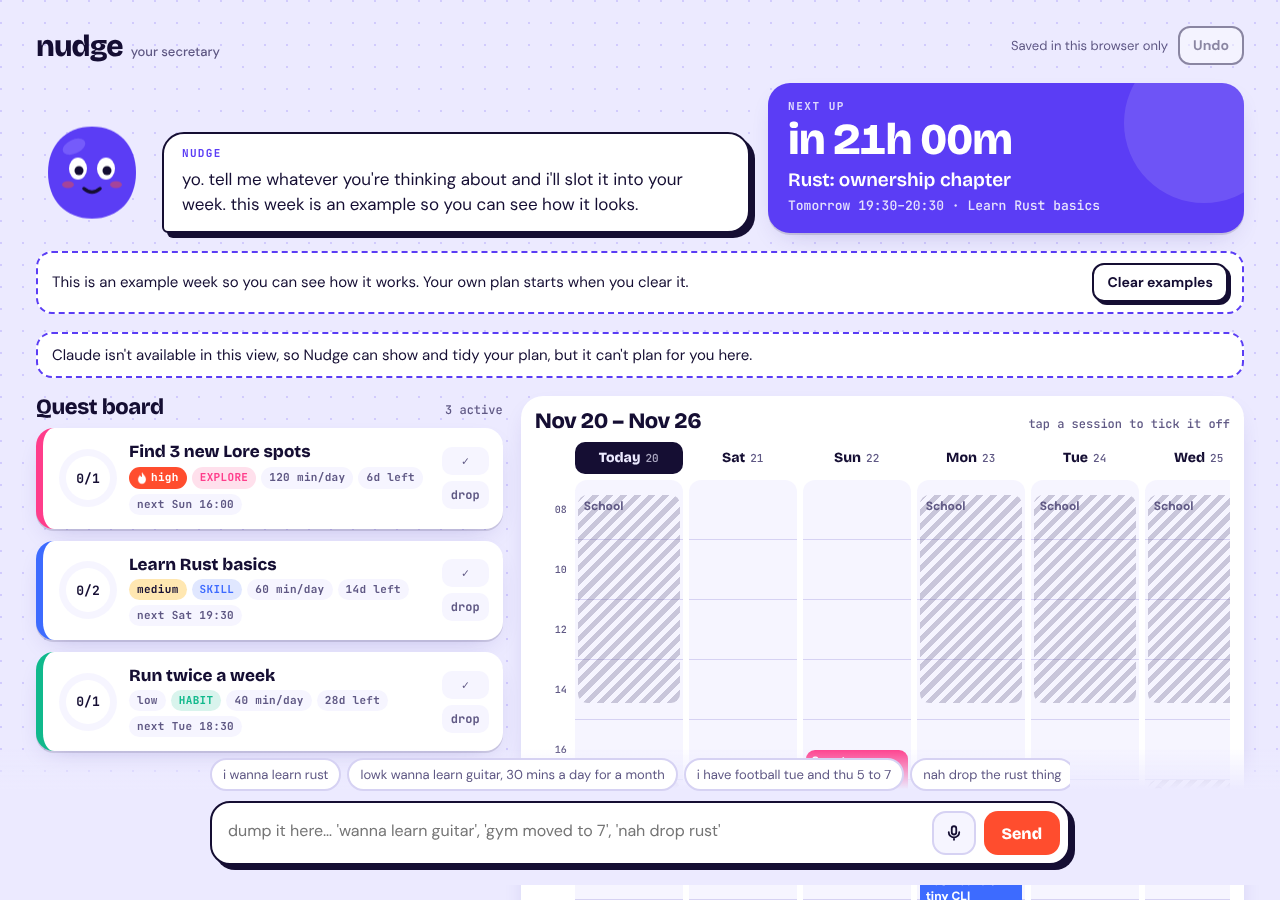 nudge your secretary
Saved in this browser only
Undo
NUDGE
yo. tell me whatever you're thinking about and i'll slot it into your
week. this week is an example so you can see how it looks.
NEXT UP
in 21h 00m
Rust: ownership chapter
Tomorrow 19:30–20:30 · Learn Rust basics
This is an example week so you can see how it works. Your own plan starts when you clear it.
Clear examples
Claude isn't available in this view, so Nudge can show and tidy your plan, but it can't plan for you here.
Quest board
3 active
Find 3 new Lore spots
0/1
high EXPLORE 120 min/day 6d left
next Sun 16:00
✓
drop
Learn Rust basics
0/2
medium SKILL 60 min/day 14d left
next Sat 19:30
✓
drop
Run twice a week
0/1
low HABIT 40 min/day 28d left
next Tue 18:30
✓
drop
Nov 20 – Nov 26
tap a session to tick it off
Today 20 Sat 21 Sun 22 Mon 23 Tue 24 Wed 25
School School School School
08
10
12
14
16
i wanna learn rust
lowk wanna learn guitar, 30 mins a day for a month
i have football tue and thu 5 to 7
nah drop the rust thing
dump it here… 'wanna learn guitar', 'gym moved to 7', 'nah drop rust'
Send
tiny CLI